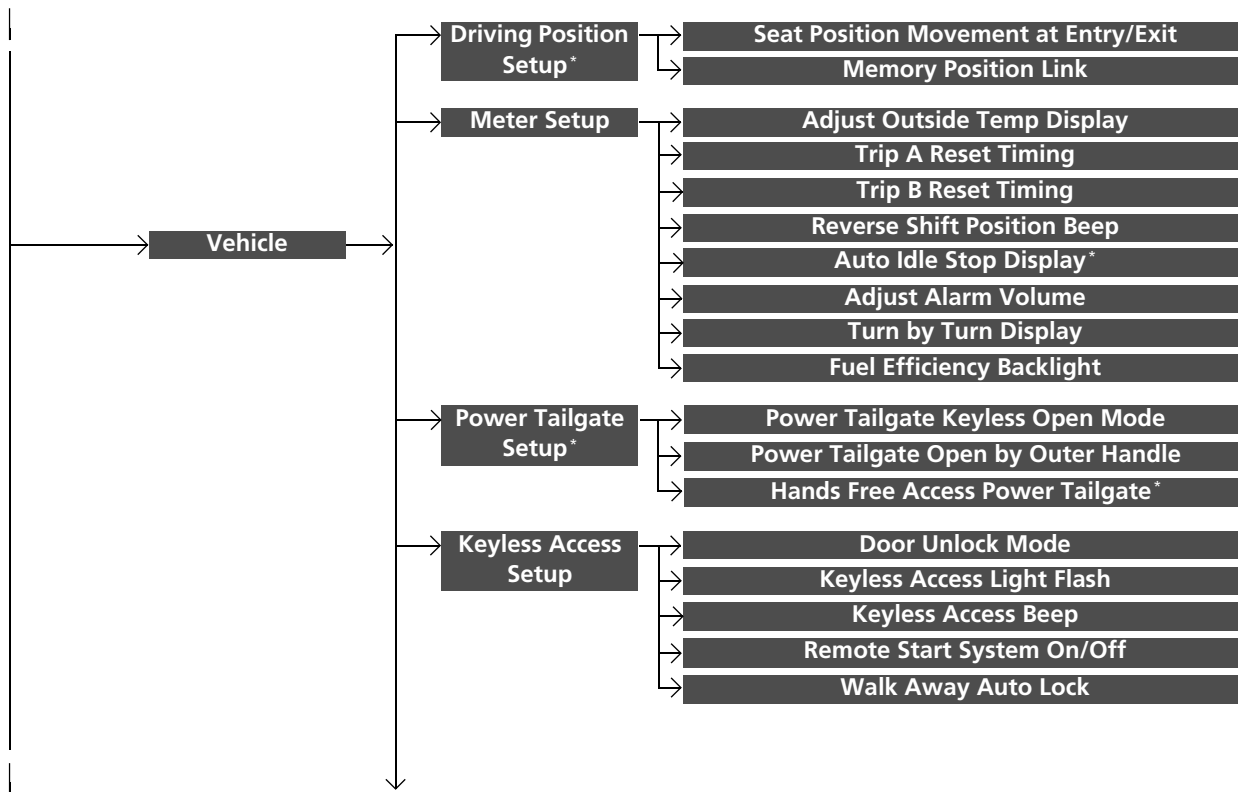 Vehicle
Driving Position
Setup*
Seat Position Movement at Entry/Exit
Memory Position Link
Meter Setup
Adjust Outside Temp Display
Trip A Reset Timing
Trip B Reset Timing
Reverse Shift Position Beep
Auto Idle Stop Display*
Adjust Alarm Volume
Turn by Turn Display
Fuel Efficiency Backlight
Power Tailgate
Setup*
Power Tailgate Keyless Open Mode
Power Tailgate Open by Outer Handle
Hands Free Access Power Tailgate*
Keyless Access
Setup
Door Unlock Mode
Keyless Access Light Flash
Keyless Access Beep
Remote Start System On/Off
Walk Away Auto Lock